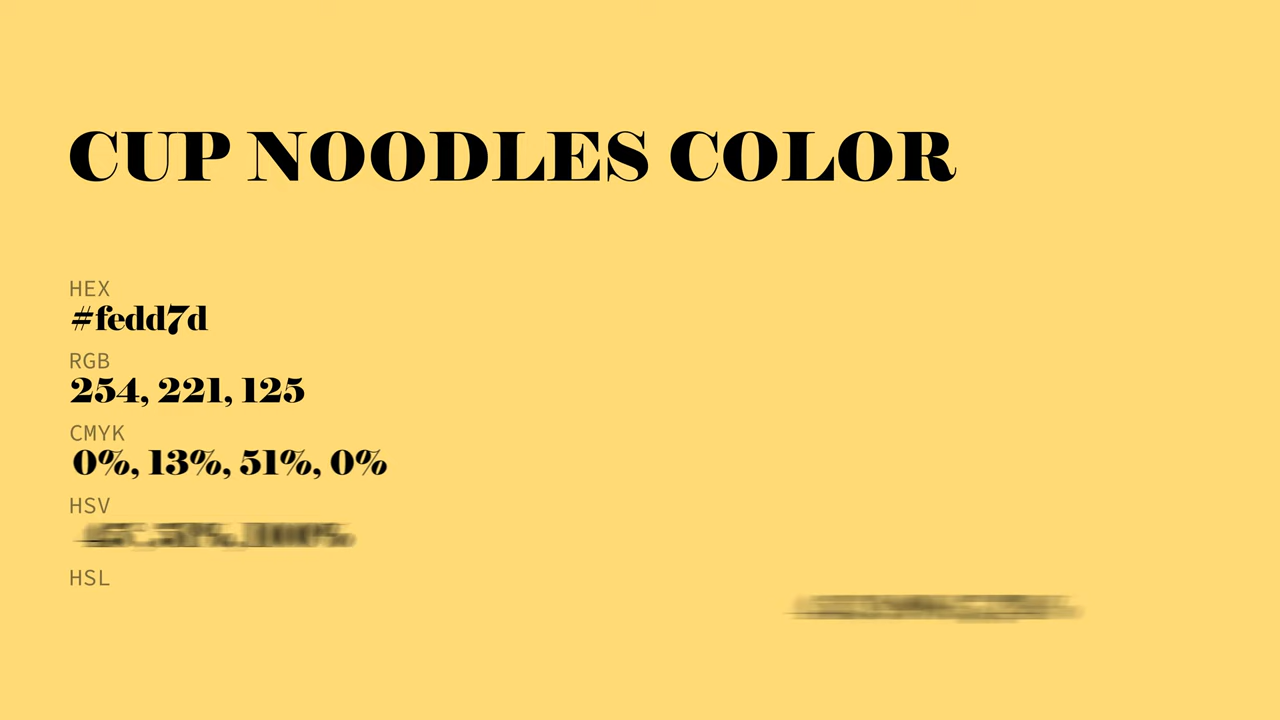 CUP NOODLES COLOR
HEX
#fedd7d
RGB
254, 221, 125
CMYK
0%, 13%, 51%, 0%
HSV
HSL